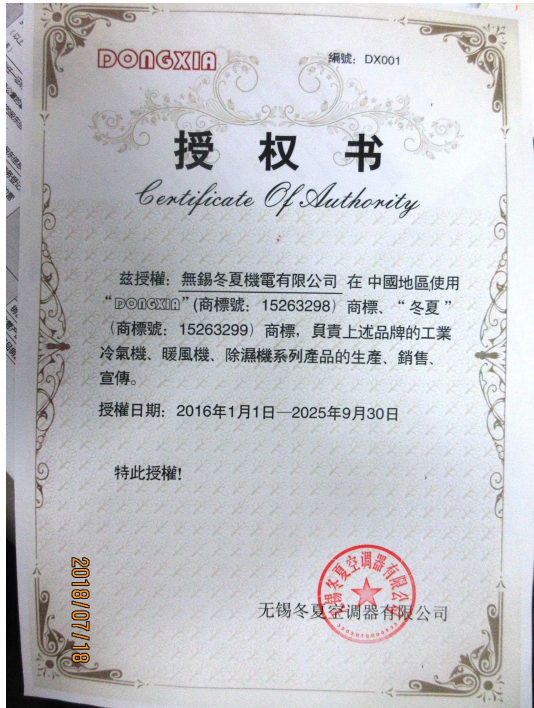 DONGXIA
編號：DX001
授 权 书
Certificate Of Authority
兹授權：無錫冬夏機電有限公司 在 中國地區使用
“DONGXIA”(商標號：15263298）商標、“冬夏”
（商標號：15263299）商標，負責上述品牌的工業
冷氣機、暖風機、除濕機系列產品的生產、銷售、
宣傳。
授權日期：2016年1月1日—2025年9月30日
特此授權!
无锡冬夏空调器有限公司
无锡冬夏空调器有限公司
2018/07/18